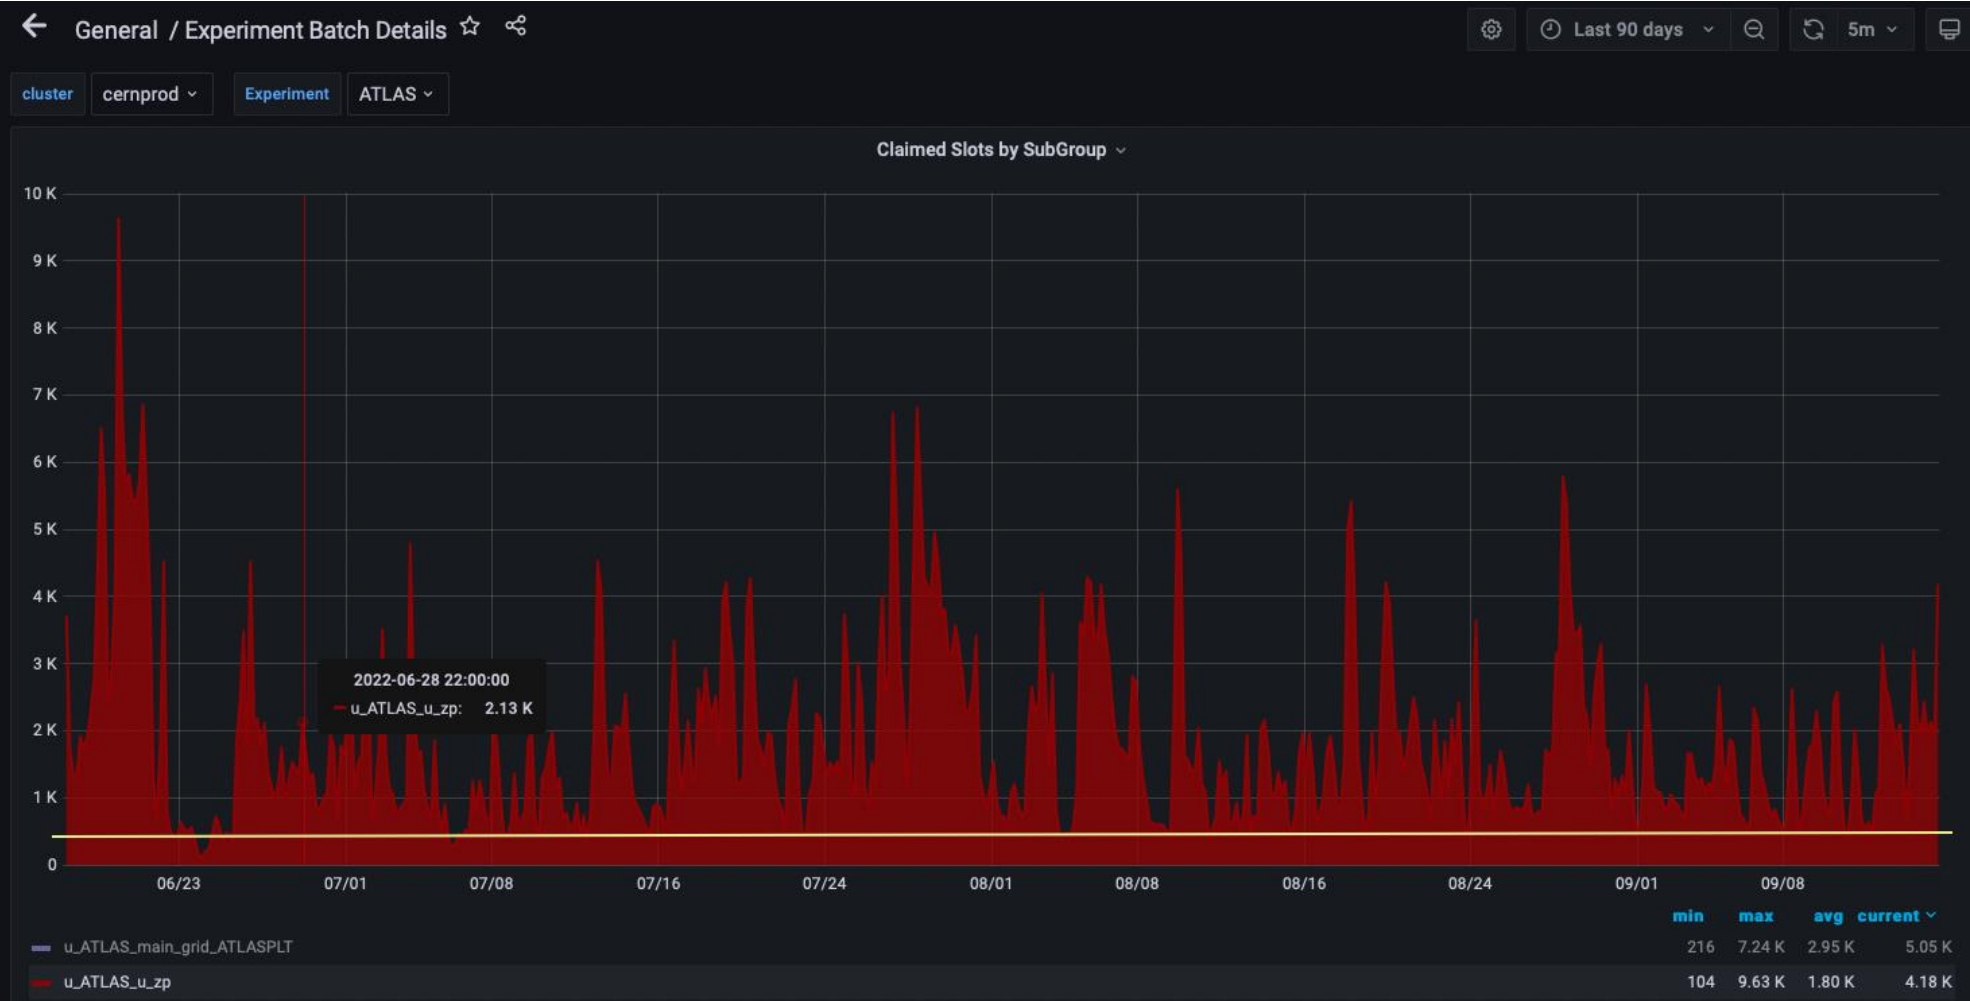 General / Experiment Batch Details
Last 90 days
5m
cluster cernprod Experiment ATLAS
Claimed Slots by SubGroup
10 K
9 K
8 K
7 K
6 K
5 K
4 K
3 K
2 K
1 K
0
2022-06-28 22:00:00
u_ATLAS_u_zp: 2.13 K
06/23 07/01 07/08 07/16 07/24 08/01 08/08 08/16 08/24 09/01 09/08
min max avg current
u_ATLAS_main_grid_ATLASPLT 216 7.24 K 2.95 K 5.05 K
u_ATLAS_u_zp 104 9.63 K 1.80 K 4.18 K